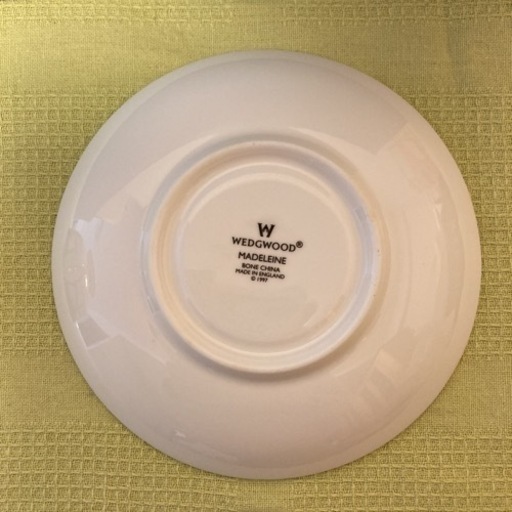 W
WEDGWOOD®
MADELEINE
BONE CHINA
MADE IN ENGLAND
© 1997